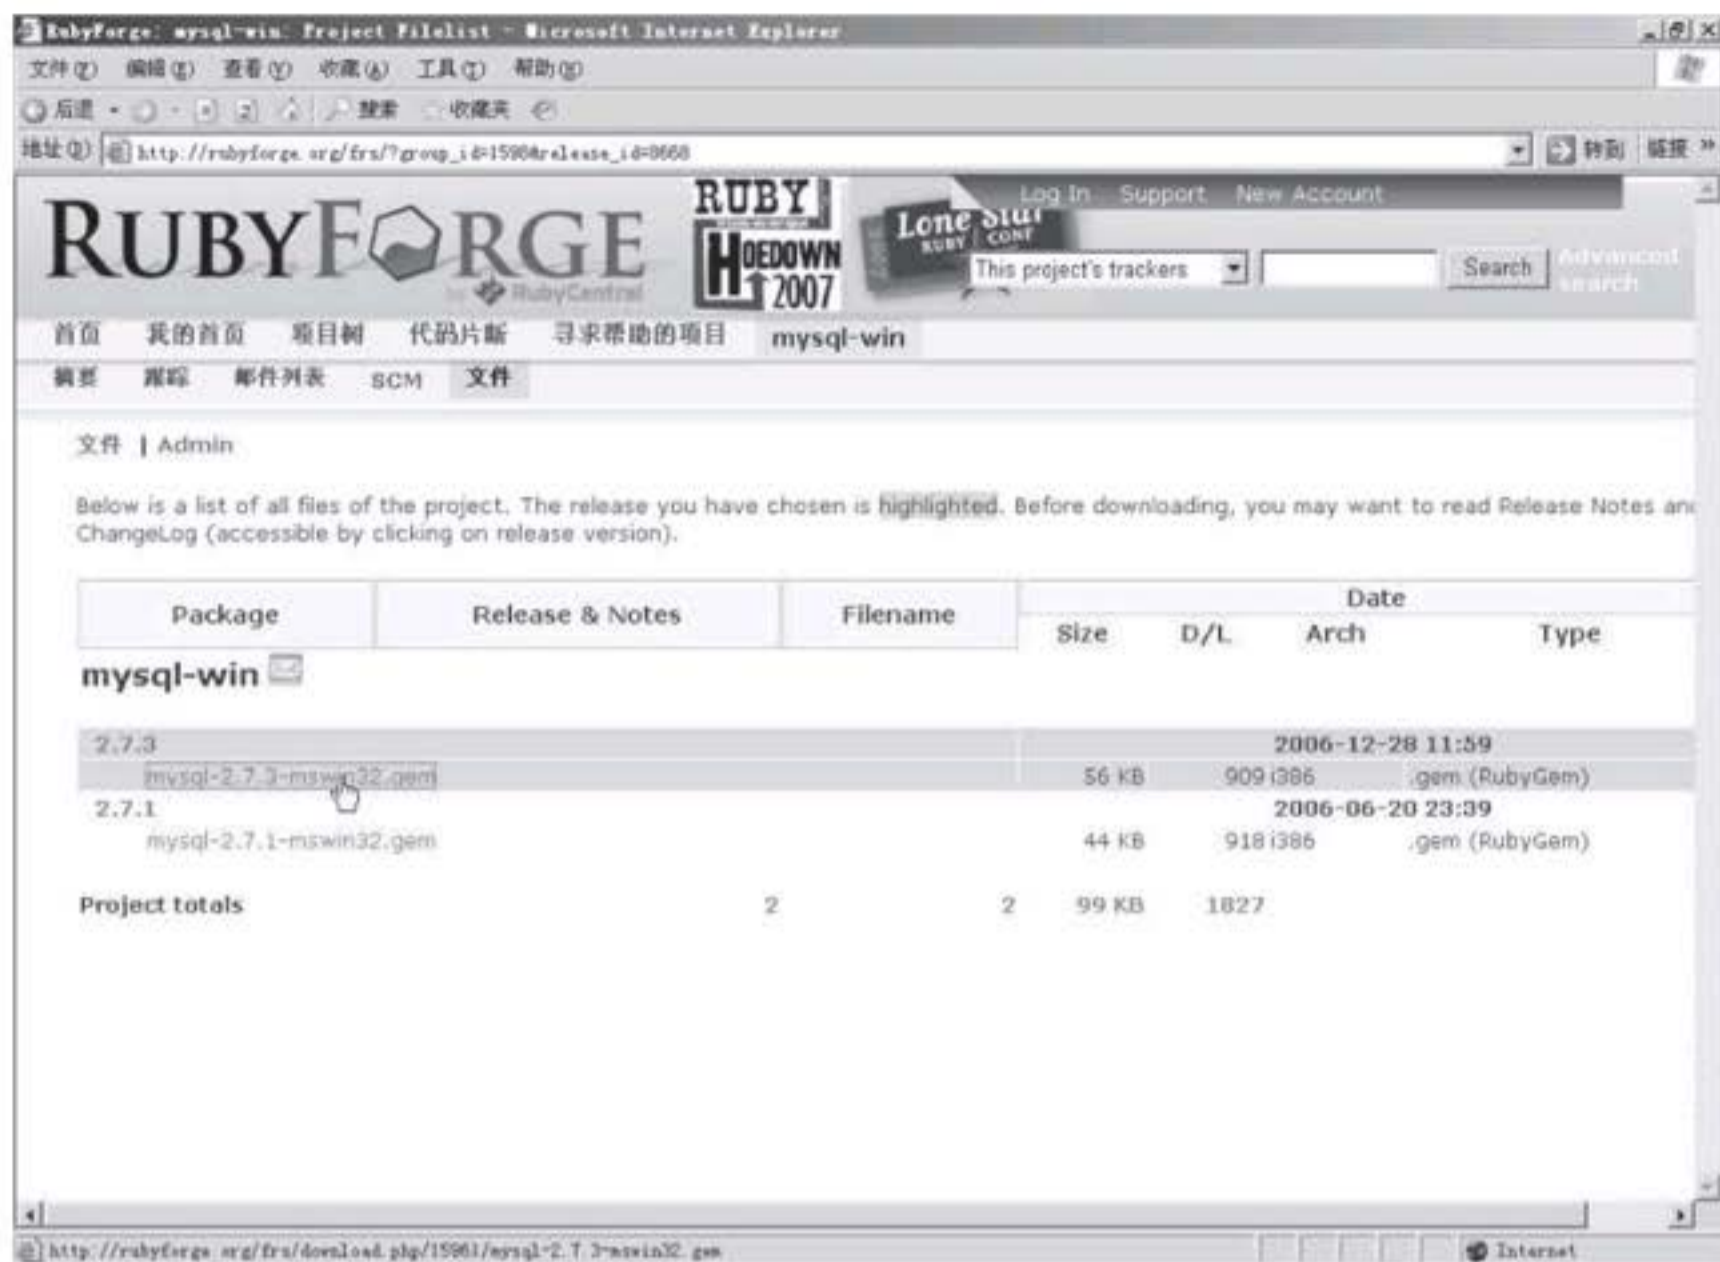 RubyForge: mysql-win: Project Filelist - Microsoft Internet Explorer
文件(F) 编辑(E) 查看(V) 收藏(A) 工具(T) 帮助(H)
后退 搜索 收藏夹
地址(D) http://rubyforge.org/frs/?group_id=1598&release_id=8668 转到 链接 »
Log In Support New Account
RUBYFORGE
by RubyCentral
RUBY
HOEDOWN
2007
LONE STAR
RUBY CONF
This project's trackers Search Advanced search
首页 我的首页 项目树 代码片断 寻求帮助的项目 mysql-win
摘要 跟踪 邮件列表 SCM 文件
文件 | Admin
Below is a list of all files of the project. The release you have chosen is highlighted. Before downloading, you may want to read Release Notes and
ChangeLog (accessible by clicking on release version).
Package Release & Notes Filename Date
Size D/L Arch Type
mysql-win
2.7.3 2006-12-28 11:59
mysql-2.7.3-mswin32.gem 56 KB 909 i386 .gem (RubyGem)
2.7.1 2006-06-20 23:39
mysql-2.7.1-mswin32.gem 44 KB 918 i386 .gem (RubyGem)
Project totals 2 2 99 KB 1827
http://rubyforge.org/frs/download.php/15961/mysql-2.7.3-mswin32.gem Internet